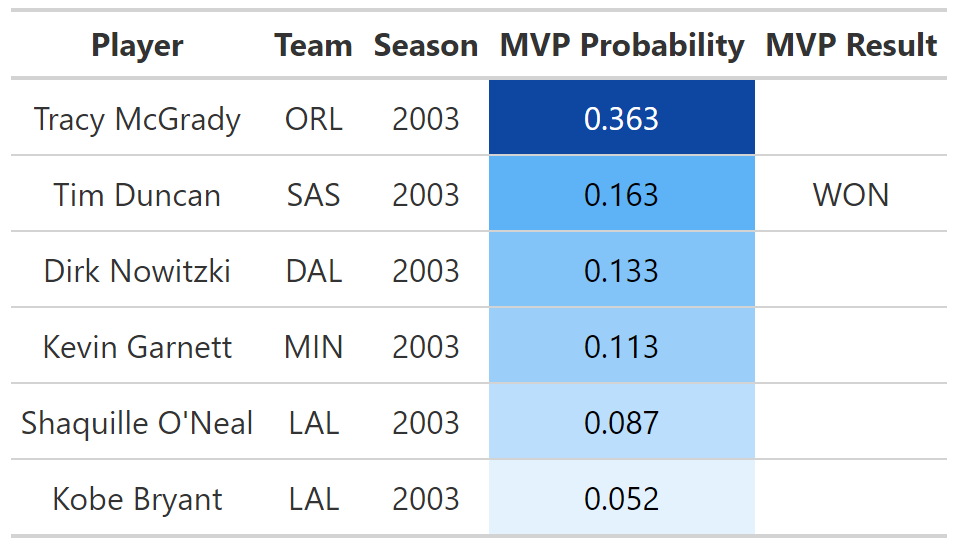 Player Team Season MVP Probability MVP Result
Tracy McGrady ORL 2003 0.363
Tim Duncan SAS 2003 0.163 WON
Dirk Nowitzki DAL 2003 0.133
Kevin Garnett MIN 2003 0.113
Shaquille O'Neal LAL 2003 0.087
Kobe Bryant LAL 2003 0.052